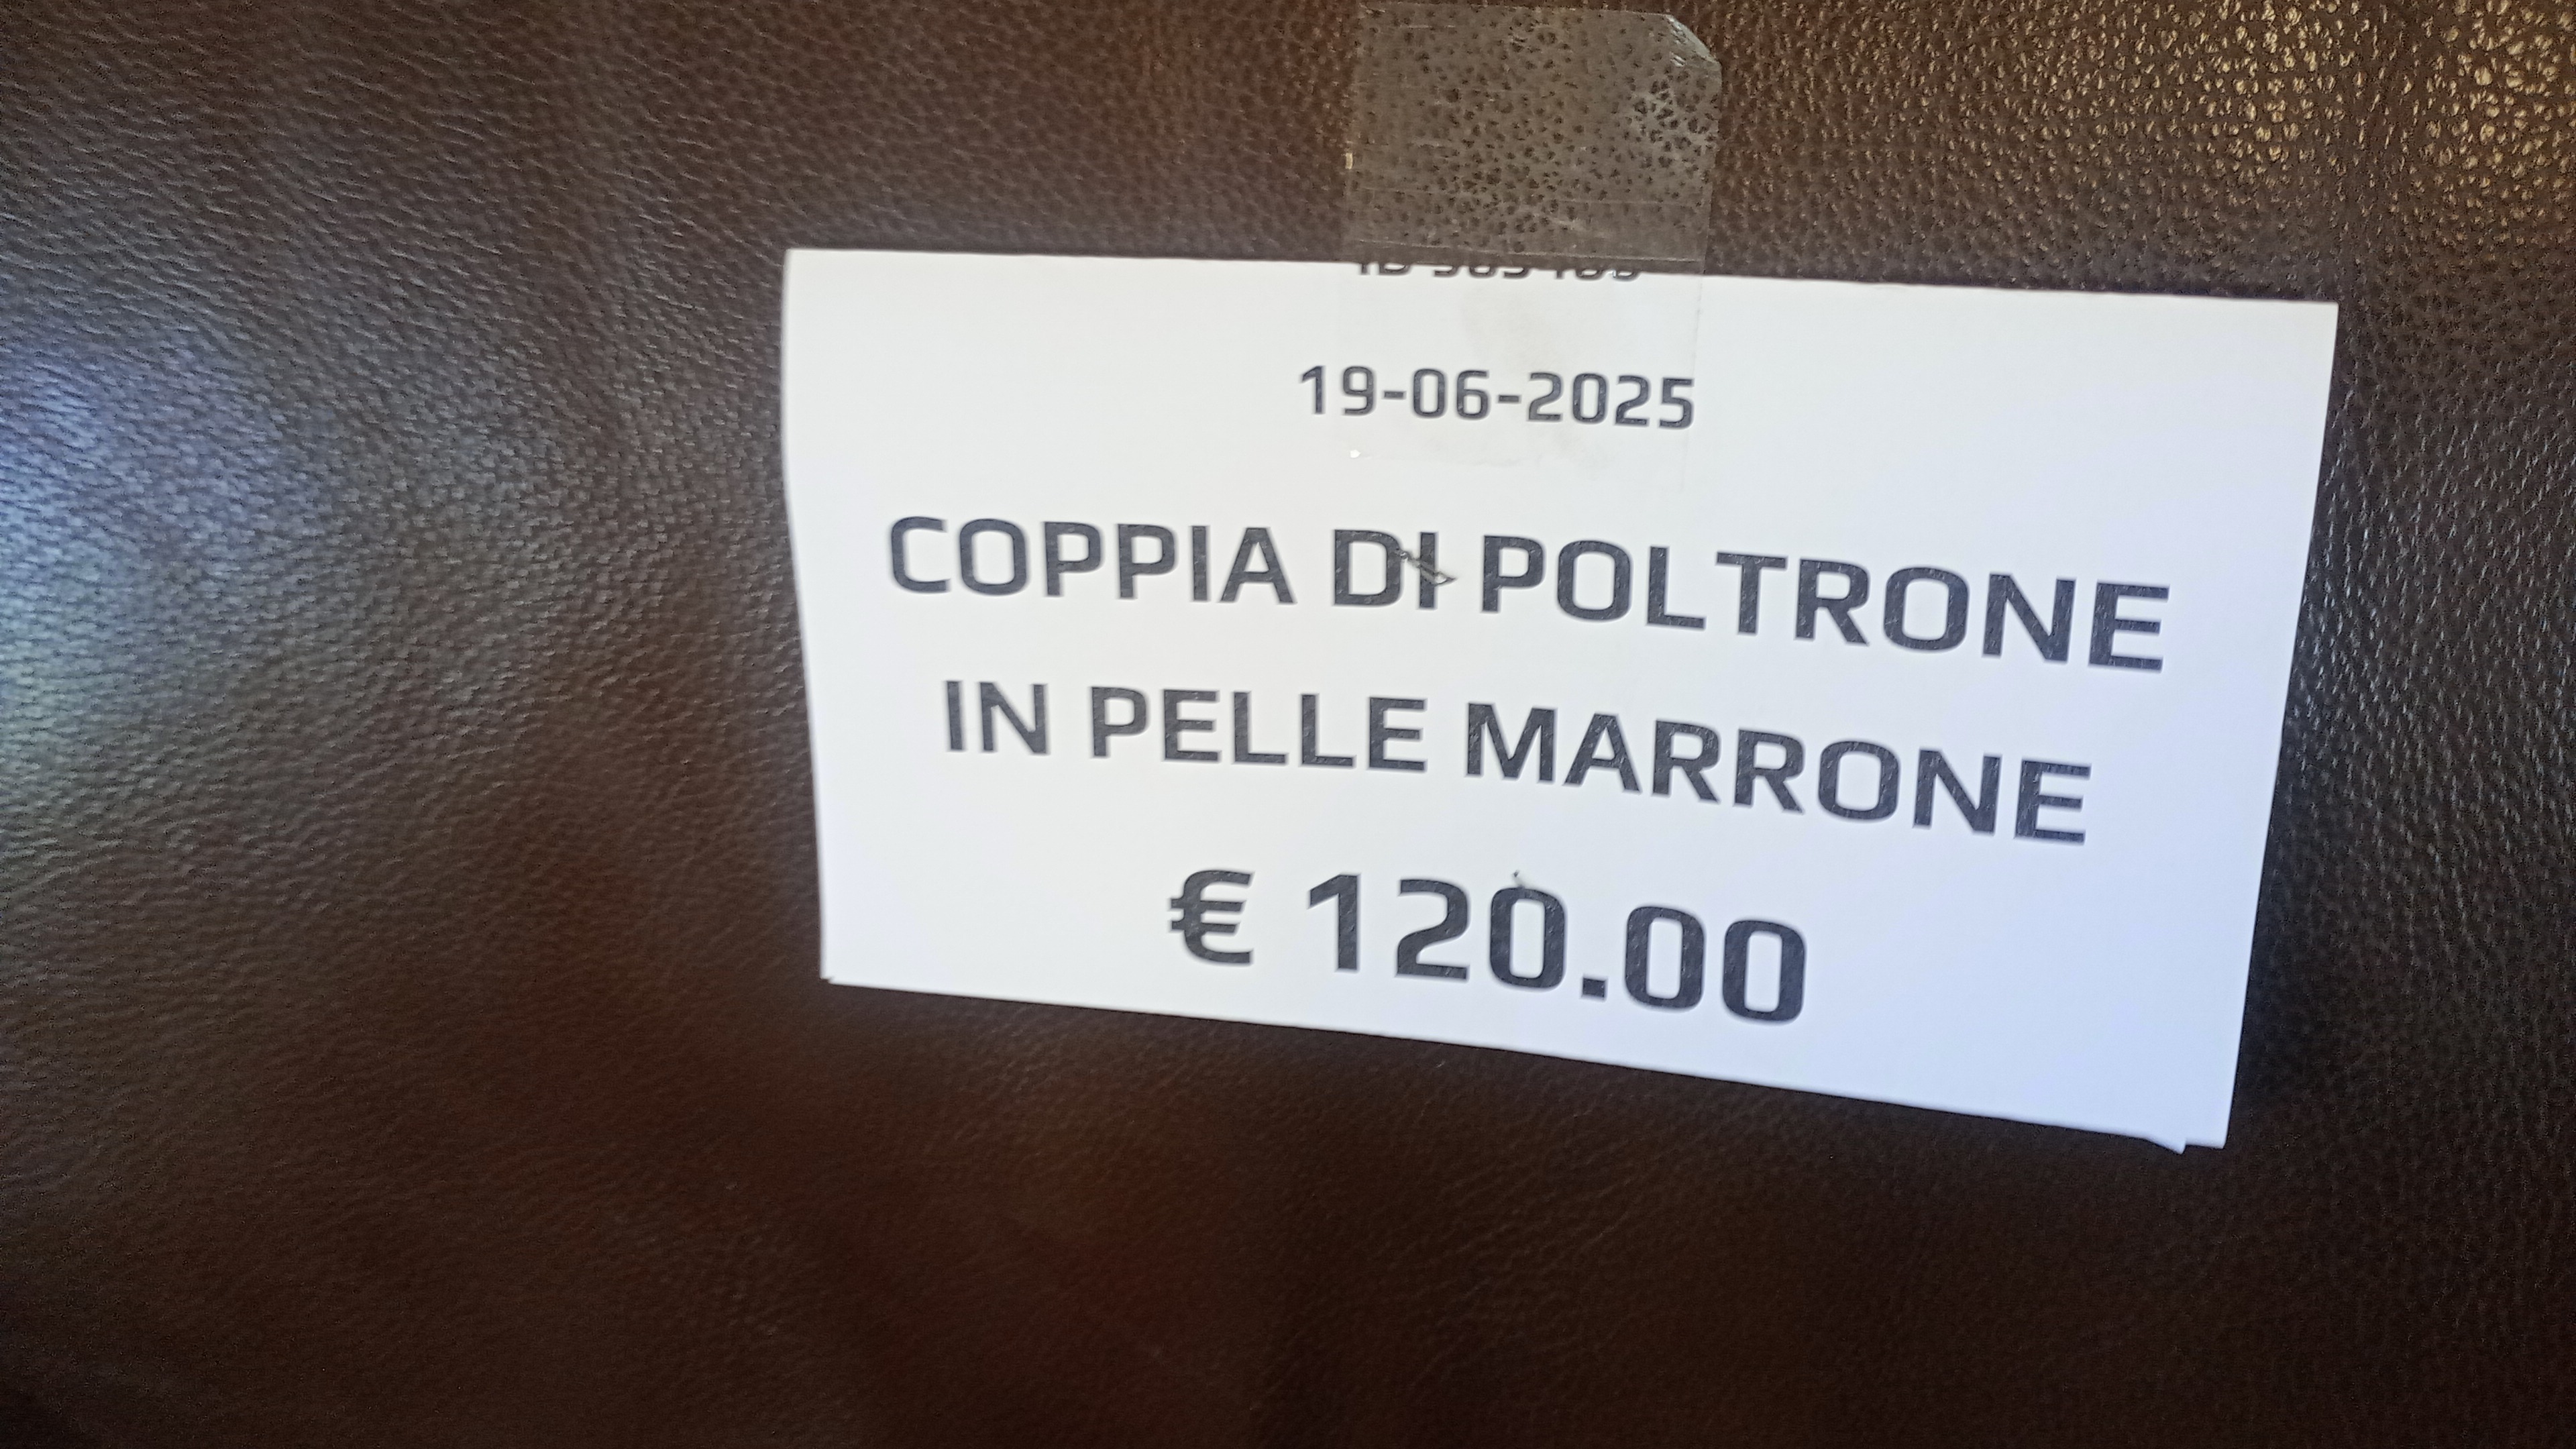 19-06-2025
COPPIA DI POLTRONE
IN PELLE MARRONE
€ 120.00